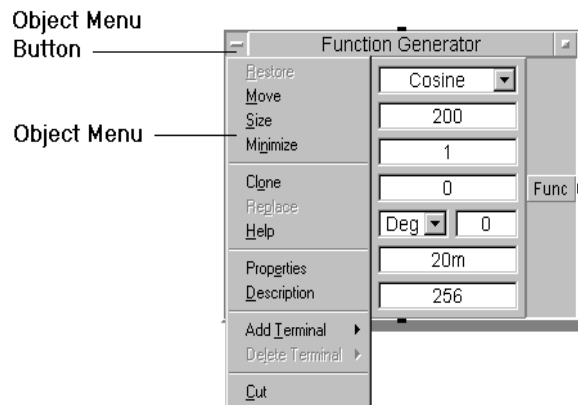 Object Menu
Button
Function Generator
Restore
Move
Size
Minimize
Object Menu
Clone
Replace
Help
Properties
Description
Add Terminal
Delete Terminal
Cut
Cosine
200
1
0
Deg 0
20m
256
Func